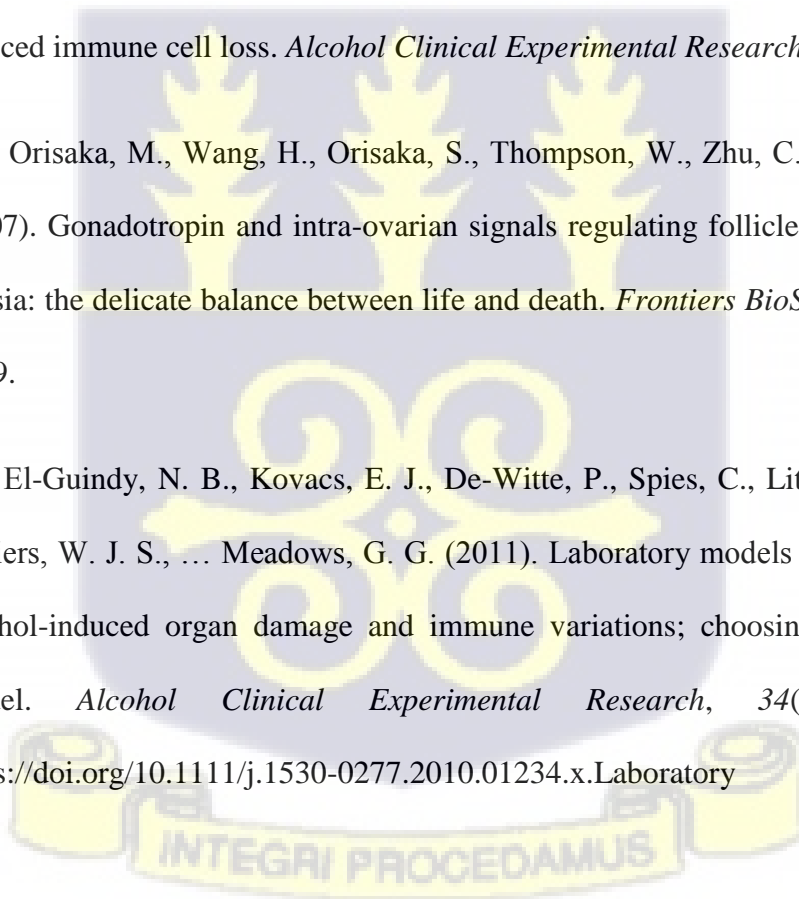 ced immune cell loss. Alcohol Clinical Experimental Research
Orisaka, M., Wang, H., Orisaka, S., Thompson, W., Zhu, C.
07). Gonadotropin and intra-ovarian signals regulating follicle
sia: the delicate balance between life and death. Frontiers BioS
9.
El-Guindy, N. B., Kovacs, E. J., De-Witte, P., Spies, C., Lit
lers, W. J. S., … Meadows, G. G. (2011). Laboratory models
hol-induced organ damage and immune variations; choosin
el. Alcohol Clinical Experimental Research, 34(
s://doi.org/10.1111/j.1530-0277.2010.01234.x.Laboratory
INTEGRI PROCEDAMUS